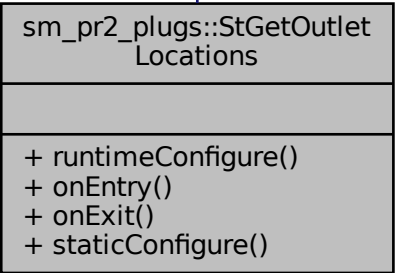 sm_pr2_plugs::StGetOutlet
Locations
+ runtimeConfigure()
+ onEntry()
+ onExit()
+ staticConfigure()